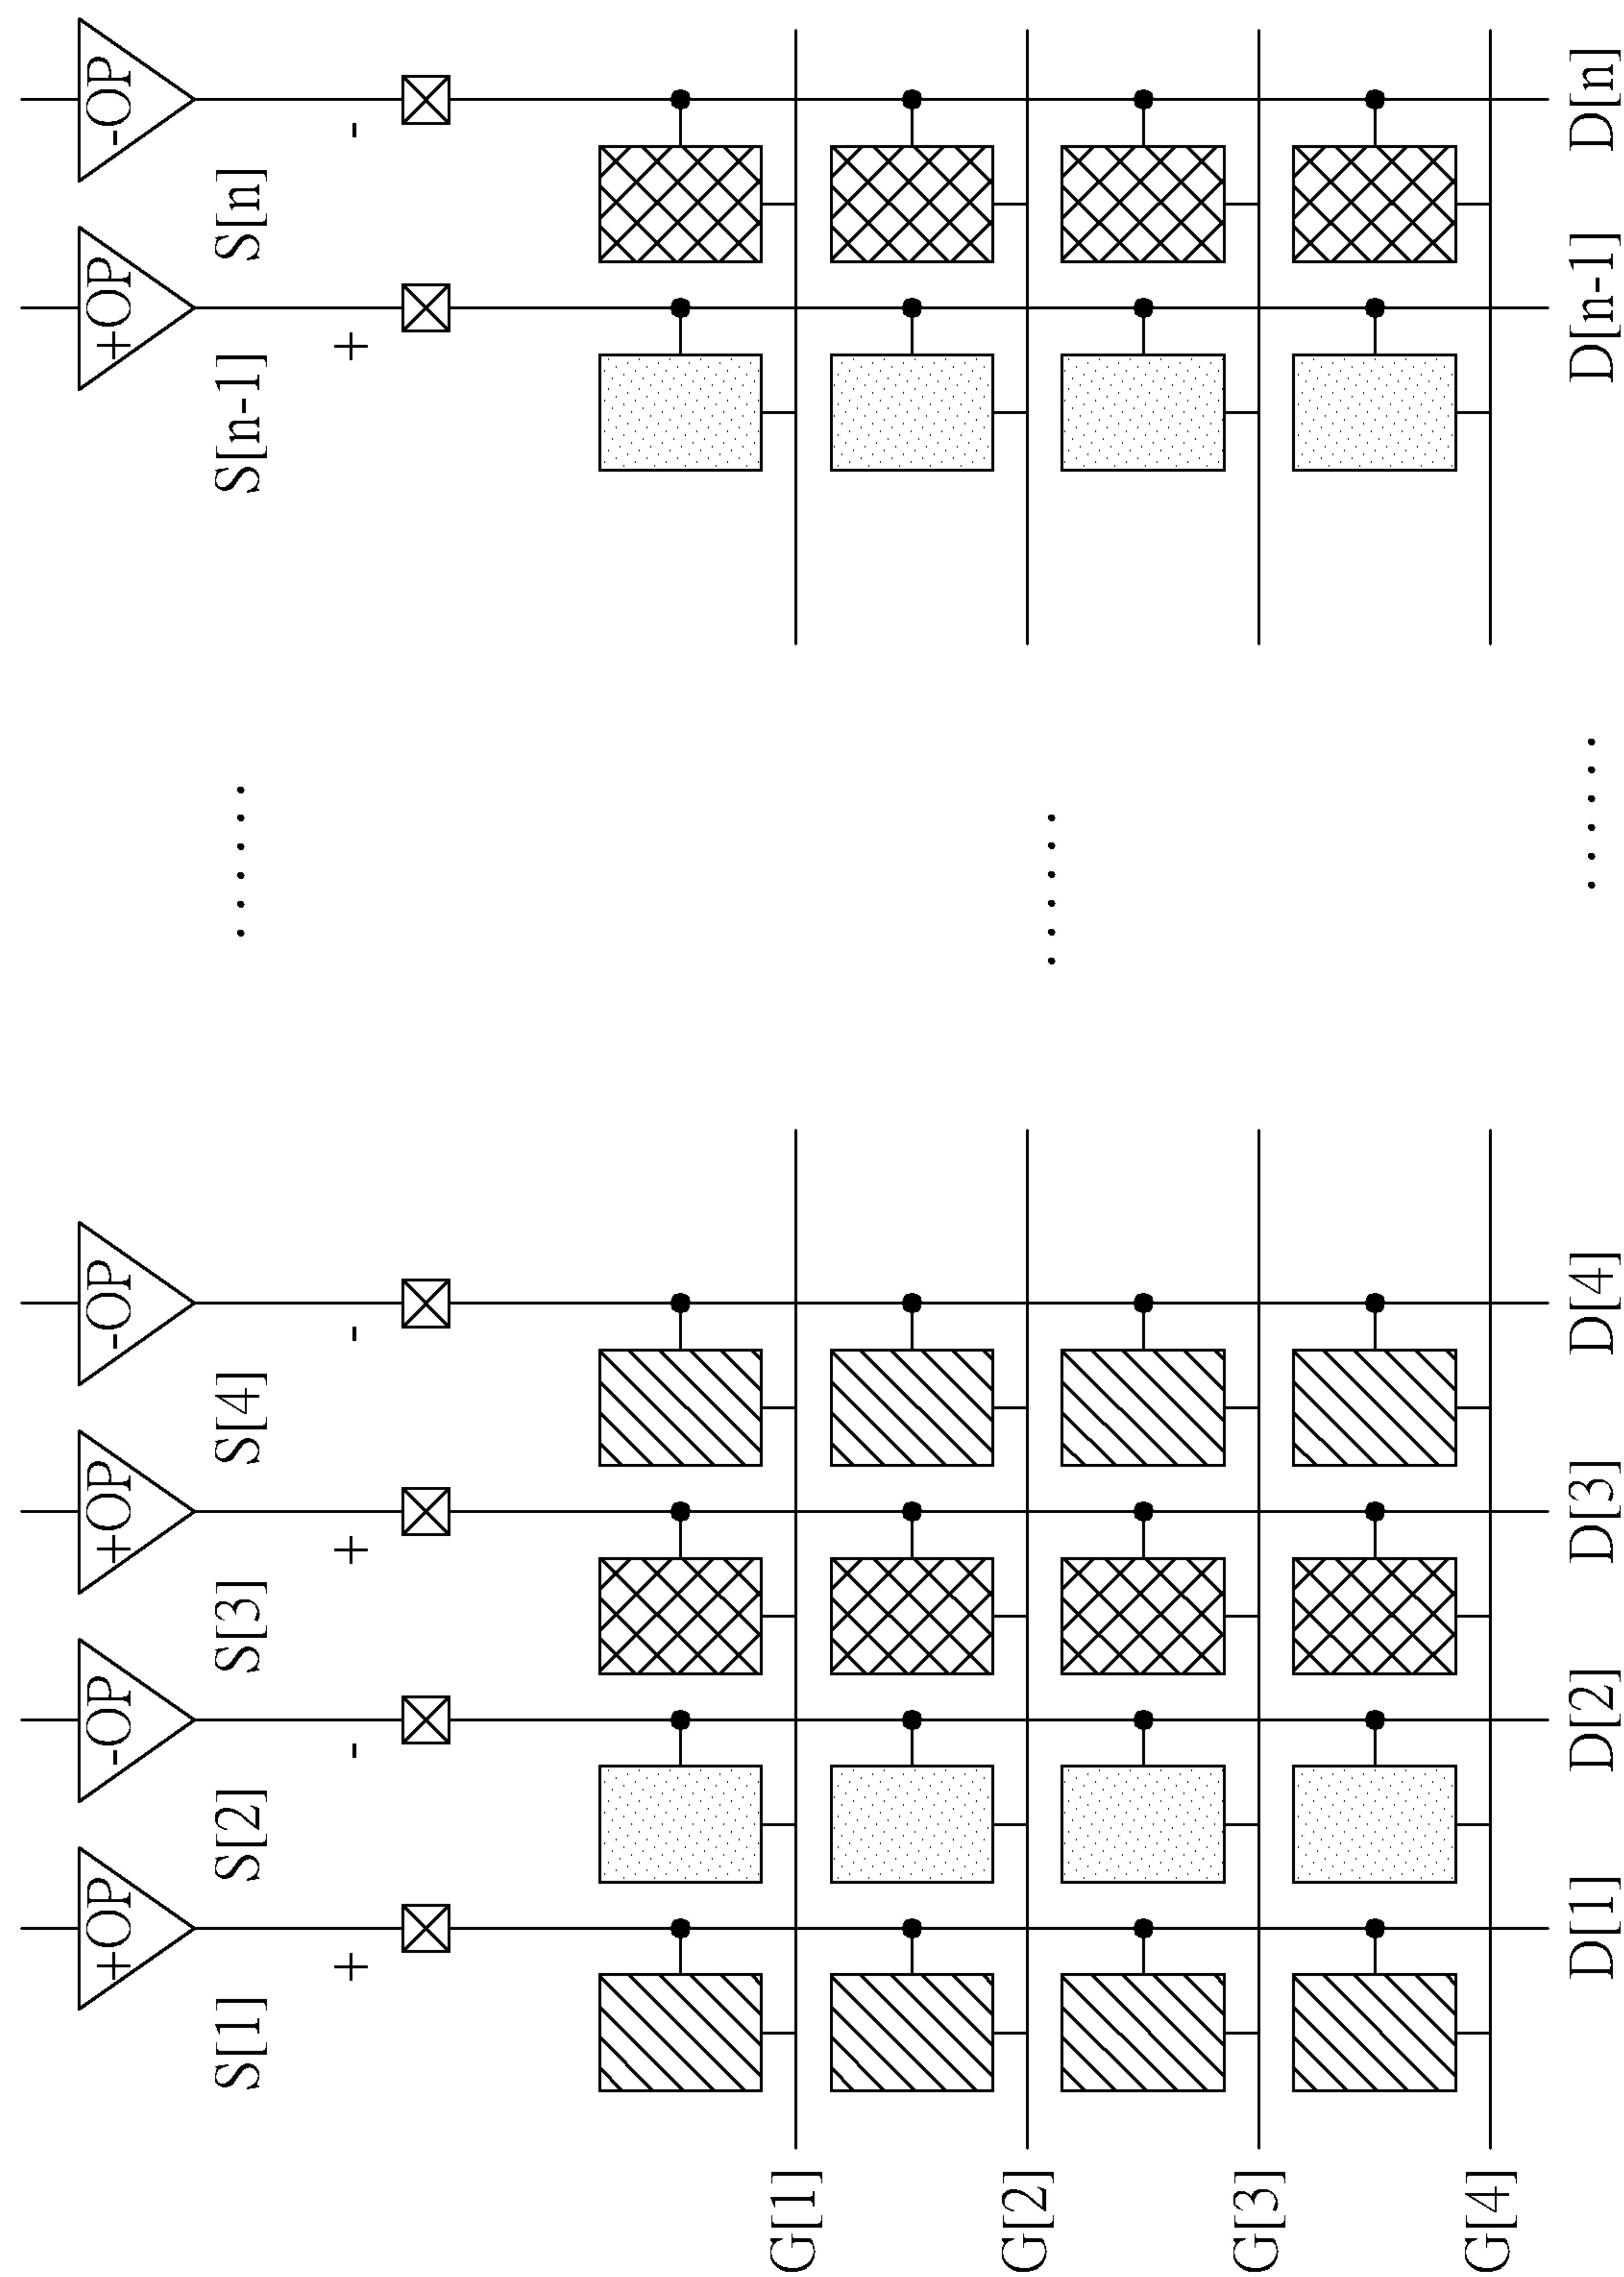 +OP -OP +OP -OP +OP -OP
S[1] S[2] S[3] S[4] ...... S[n-1] S[n]
+ - + - + -
G[1]
G[2]
......
G[3]
G[4]
D[1] D[2] D[3] D[4] ...... D[n-1] D[n]